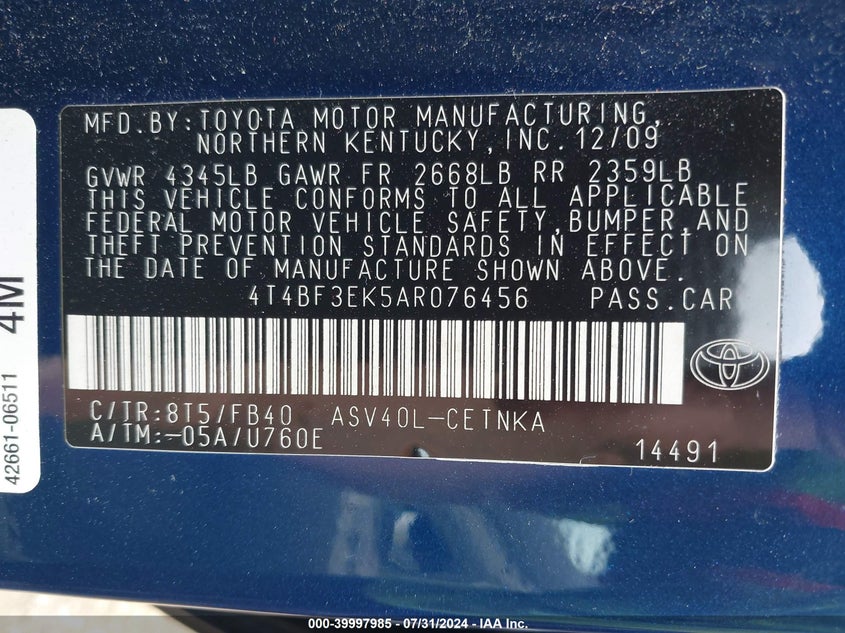 MFD.BY:TOYOTA MOTOR MANUFACTURING,
NORTHERN KENTUCKY,INC.12/09
GVWR 4345LB GAWR FR 2668LB RR 2359LB
THIS VEHICLE CONFORMS TO ALL APPLICABLE
FEDERAL MOTOR VEHICLE SAFETY,BUMPER,AND
THEFT PREVENTION STANDARDS IN EFFECT ON
THE DATE OF MANUFACTURE SHOWN ABOVE.
4T4BF3EK5AR076456 PASS.CAR
C/TR:8T5/FB40 ASV40L-CETNKA
A/TM:-05A/U760E 14491
42661-06511 4M
000-39997985 - 07/31/2024 - IAA Inc.